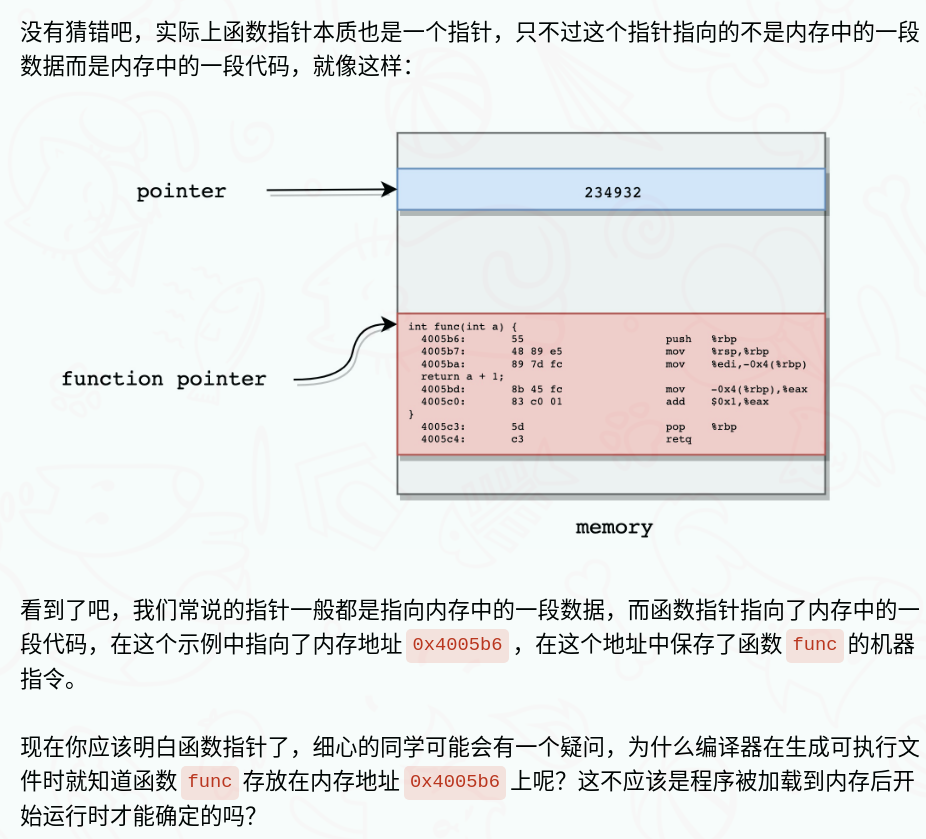 没有猜错吧，实际上函数指针本质也是一个指针，只不过这个指针指向的不是内存中的一段
数据而是内存中的一段代码，就像这样：
pointer
234932
function pointer
int func(int a) {
4005b6: 55 push %rbp
4005b7: 48 89 e5 mov %rsp,%rbp
4005ba: 89 7d fc mov %edi,-0x4(%rbp)
return a + 1;
4005bd: 8b 45 fc mov -0x4(%rbp),%eax
4005c0: 83 c0 01 add $0x1,%eax
}
4005c3: 5d pop %rbp
4005c4: c3 retq
memory
看到了吧，我们常说的指针一般都是指向内存中的一段数据，而函数指针指向了内存中的一
段代码，在这个示例中指向了内存地址 0x4005b6 ，在这个地址中保存了函数 func 的机器
指令。
现在你应该明白函数指针了，细心的同学可能会有一个疑问，为什么编译器在生成可执行文
件时就知道函数 func 存放在内存地址 0x4005b6 上呢？这不应该是程序被加载到内存后开
始运行时才能确定的吗？